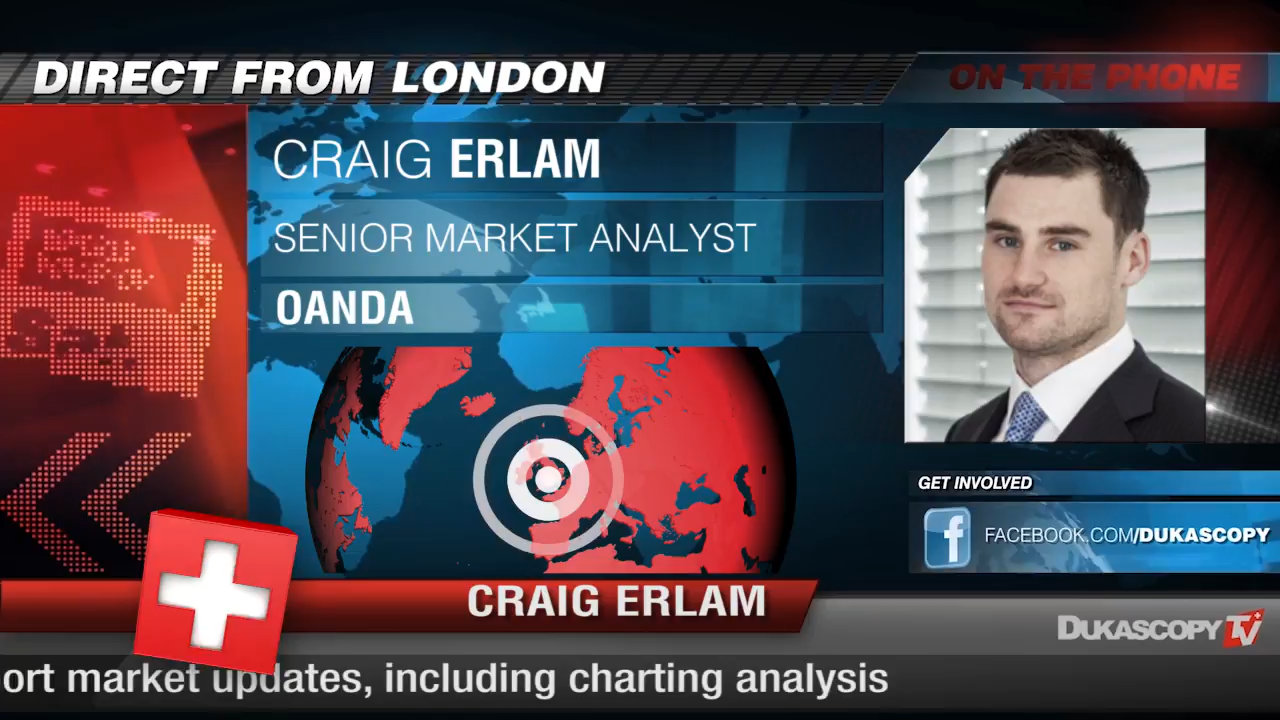 DIRECT FROM LONDON
ON THE PHONE
CRAIG ERLAM
SENIOR MARKET ANALYST
OANDA
GET INVOLVED
f FACEBOOK.COM/DUKASCOPY
CRAIG ERLAM
DUKASCOPY TV
ort market updates, including charting analysis